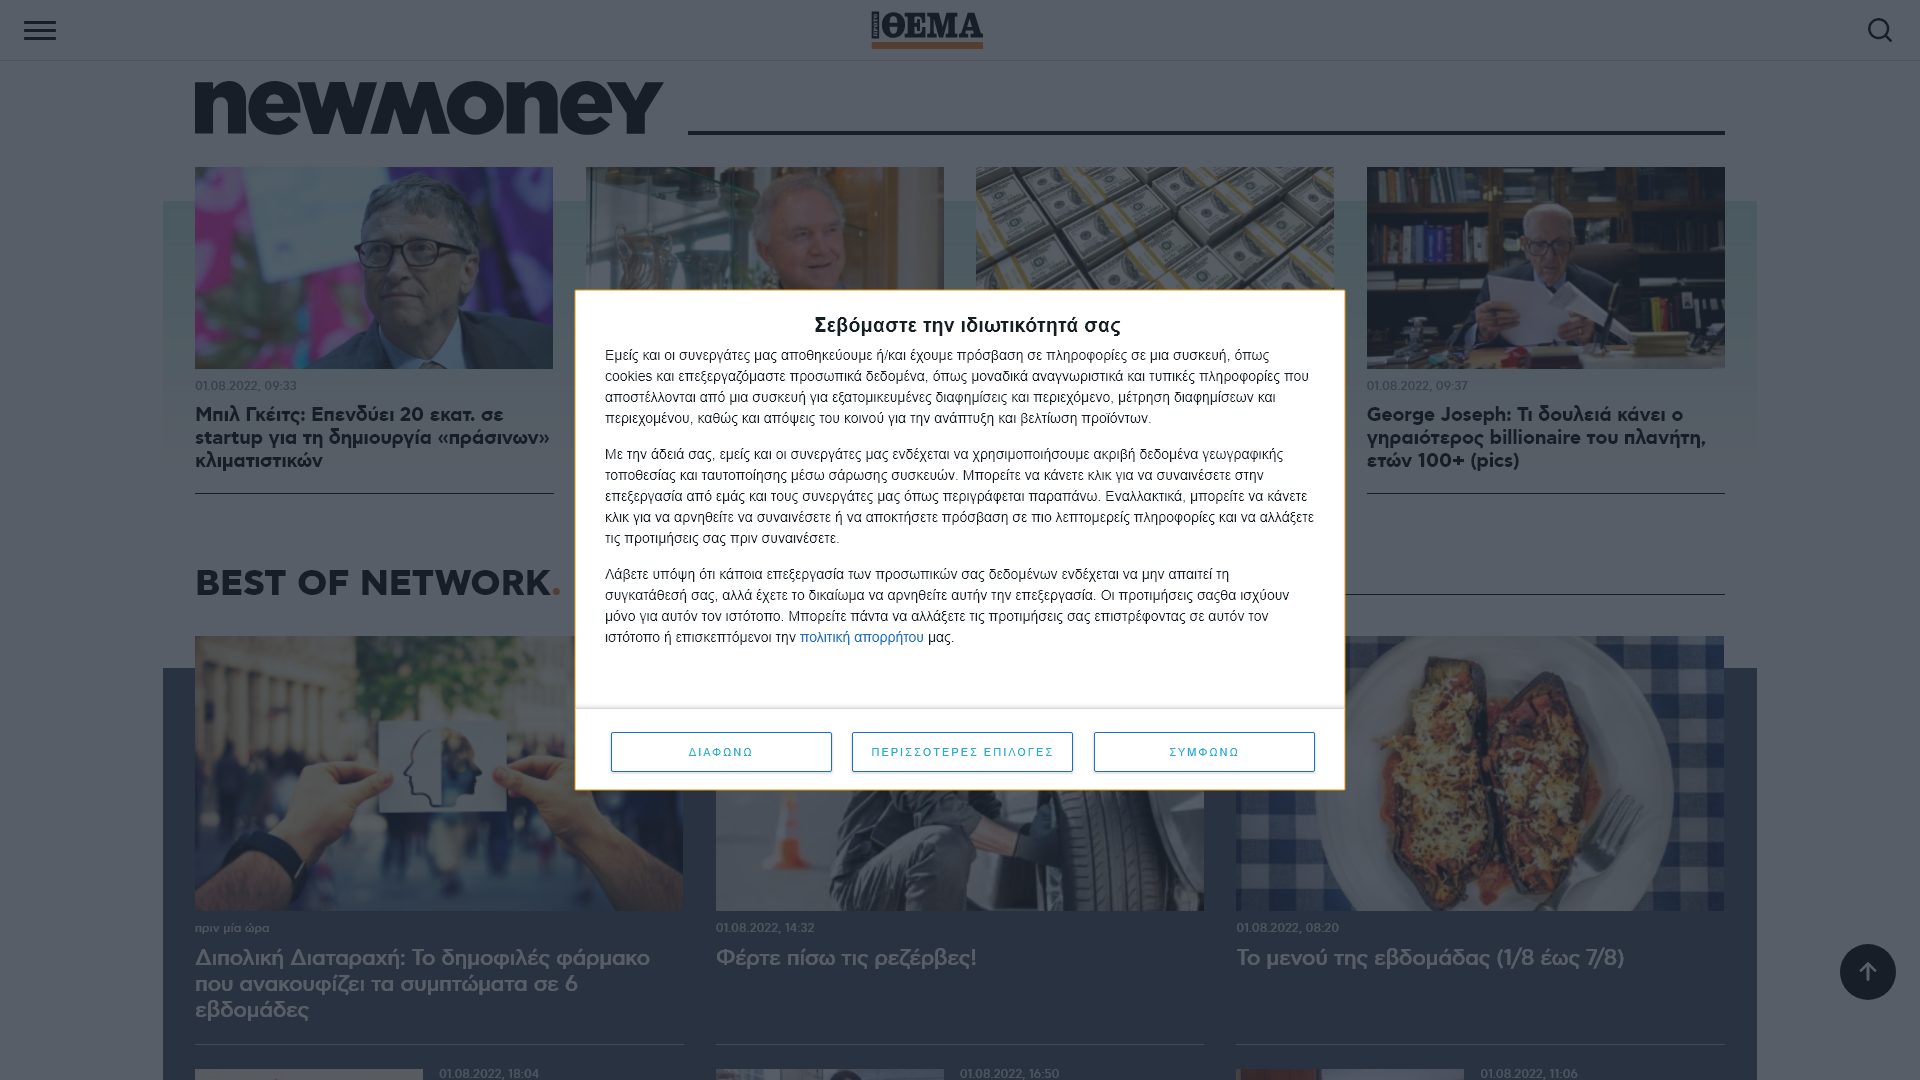 ΠΡΩΤΟ ΘΕΜΑ
newmoney
01.08.2022, 09:33
Μπιλ Γκέιτς: Επενδύει 20 εκατ. σε
startup για τη δημιουργία «πράσινων»
κλιματιστικών
01.08.2022, 09:37
George Joseph: Τι δουλειά κάνει ο
γηραιότερος billionaire του πλανήτη,
ετών 100+ (pics)
Σεβόμαστε την ιδιωτικότητά σας
Εμείς και οι συνεργάτες μας αποθηκεύουμε ή/και έχουμε πρόσβαση σε πληροφορίες σε μια συσκευή, όπως
cookies και επεξεργαζόμαστε προσωπικά δεδομένα, όπως μοναδικά αναγνωριστικά και τυπικές πληροφορίες που
αποστέλλονται από μια συσκευή για εξατομικευμένες διαφημίσεις και περιεχόμενο, μέτρηση διαφημίσεων και
περιεχομένου, καθώς και απόψεις του κοινού για την ανάπτυξη και βελτίωση προϊόντων.
Με την άδειά σας, εμείς και οι συνεργάτες μας ενδέχεται να χρησιμοποιήσουμε ακριβή δεδομένα γεωγραφικής
τοποθεσίας και ταυτοποίησης μέσω σάρωσης συσκευών. Μπορείτε να κάνετε κλικ για να συναινέσετε στην
επεξεργασία από εμάς και τους συνεργάτες μας όπως περιγράφεται παραπάνω. Εναλλακτικά, μπορείτε να κάνετε
κλικ για να αρνηθείτε να συναινέσετε ή να αποκτήσετε πρόσβαση σε πιο λεπτομερείς πληροφορίες και να αλλάξετε
τις προτιμήσεις σας πριν συναινέσετε.
Λάβετε υπόψη ότι κάποια επεξεργασία των προσωπικών σας δεδομένων ενδέχεται να μην απαιτεί τη
συγκατάθεσή σας, αλλά έχετε το δικαίωμα να αρνηθείτε αυτήν την επεξεργασία. Οι προτιμήσεις σαςθα ισχύουν
μόνο για αυτόν τον ιστότοπο. Μπορείτε πάντα να αλλάξετε τις προτιμήσεις σας επιστρέφοντας σε αυτόν τον
ιστότοπο ή επισκεπτόμενοι την πολιτική απορρήτου μας.
ΔΙΑΦΩΝΩ
ΠΕΡΙΣΣΟΤΕΡΕΣ ΕΠΙΛΟΓΕΣ
ΣΥΜΦΩΝΩ
BEST OF NETWORK.
πριν μία ώρα
Διπολική Διαταραχή: Το δημοφιλές φάρμακο
που ανακουφίζει τα συμπτώματα σε 6
εβδομάδες
01.08.2022, 14:32
Φέρτε πίσω τις ρεζέρβες!
01.08.2022, 08:20
Το μενού της εβδομάδας (1/8 έως 7/8)
01.08.2022, 18:04
01.08.2022, 16:50
01.08.2022, 11:06